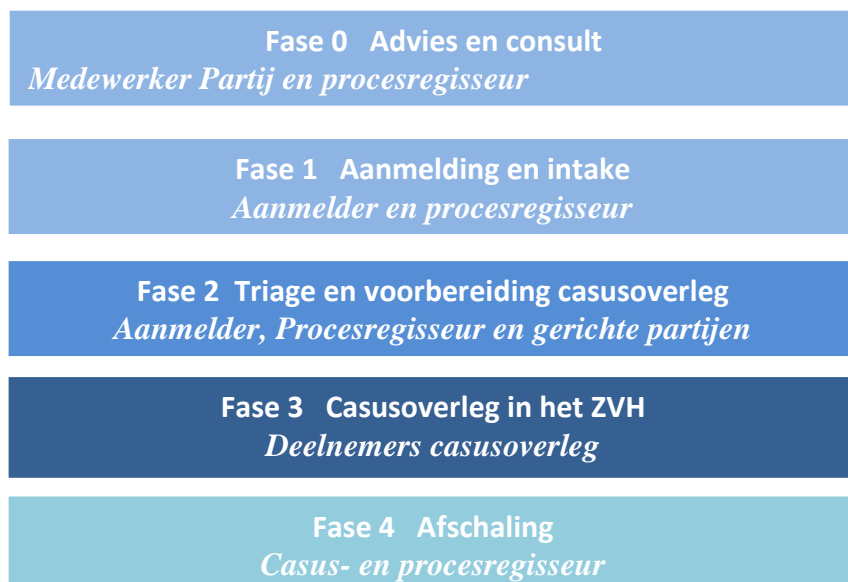 Fase 0 Advies en consult
Medewerker Partij en procesregisseur
Fase 1 Aanmelding en intake
Aanmelder en procesregisseur
Fase 2 Triage en voorbereiding casusoverleg
Aanmelder, Procesregisseur en gerichte partijen
Fase 3 Casusoverleg in het ZVH
Deelnemers casusoverleg
Fase 4 Afschaling
Casus- en procesregisseur